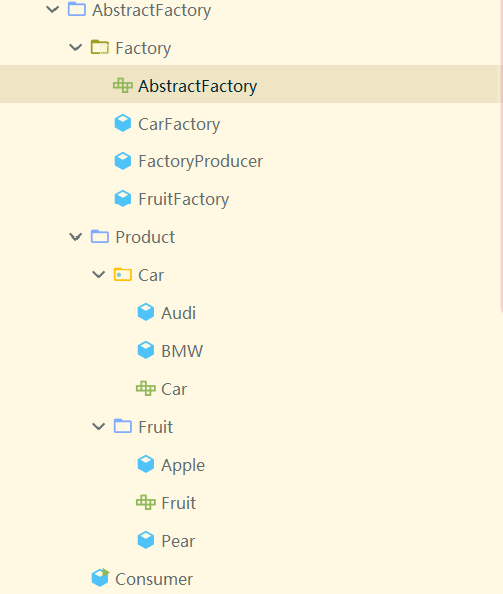 AbstractFactory
Factory
AbstractFactory
CarFactory
FactoryProducer
FruitFactory
Product
Car
Audi
BMW
Car
Fruit
Apple
Fruit
Pear
Consumer